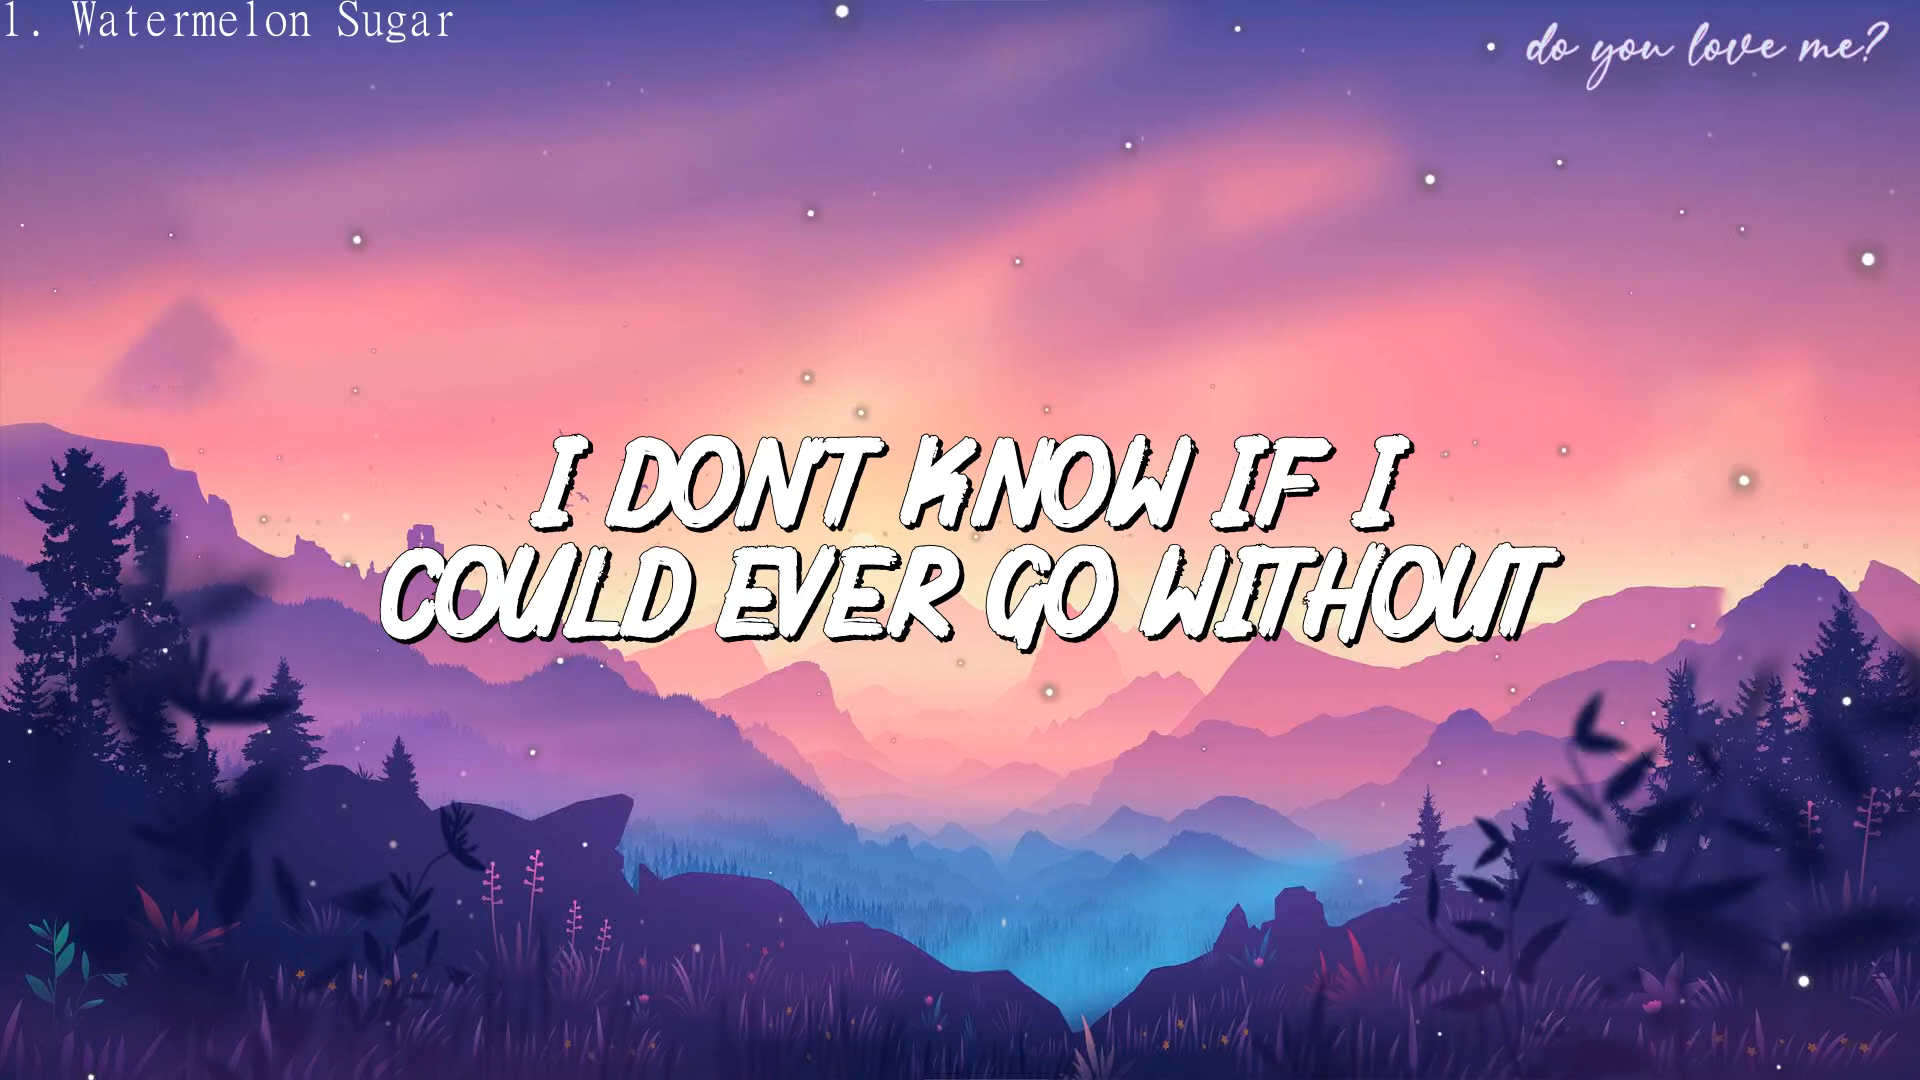 1. Watermelon Sugar
do you love me?
I DONT KNOW IF I
COULD EVER GO WITHOUT